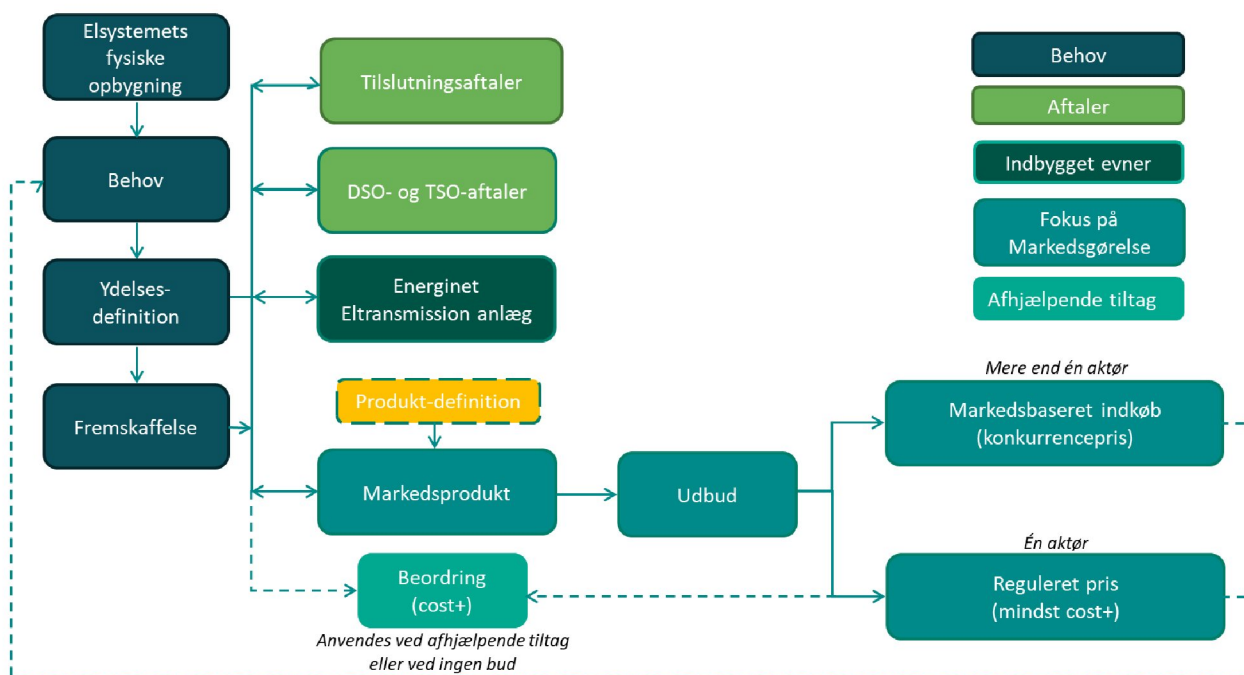 Elsystemets
fysiske
opbygning
Behov
Ydelses-
definition
Fremskaffelse
Tilslutningsaftaler
DSO- og TSO-aftaler
Energinet
Eltransmission anlæg
Produkt-definition
Markedsprodukt
Udbud
Beordring
(cost+)
Anvendes ved afhjælpende tiltag
eller ved ingen bud
Mere end én aktør
Markedsbaseret indkøb
(konkurrencepris)
Én aktør
Reguleret pris
(mindst cost+)
Behov
Aftaler
Indbygget evner
Fokus på
Markedsgørelse
Afhjælpende tiltag